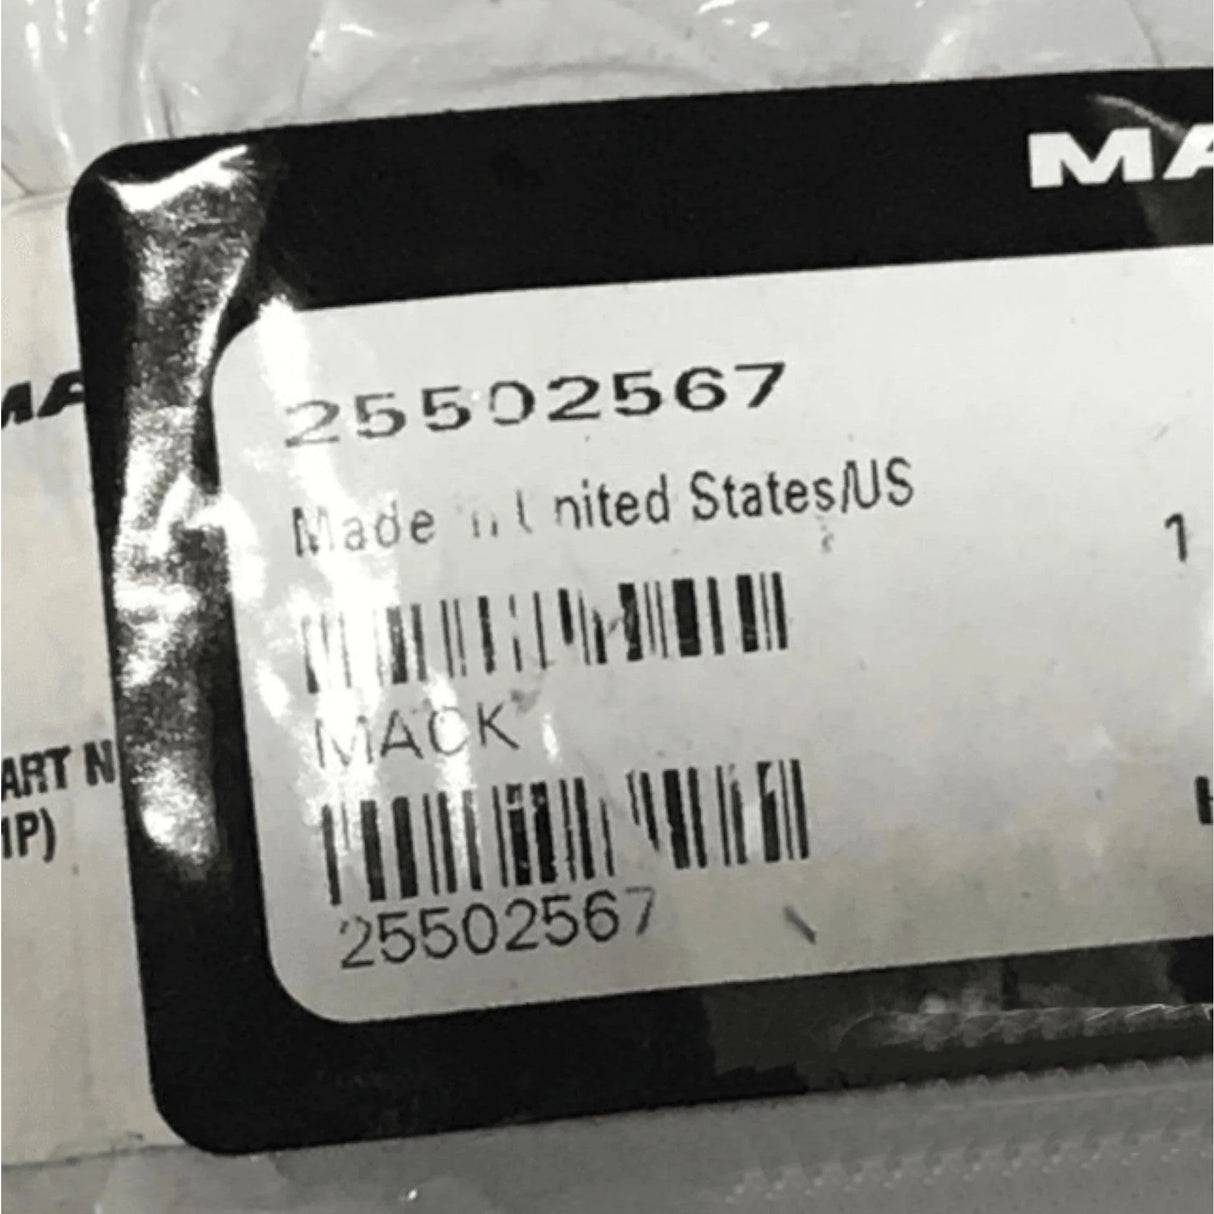 MA
25502567
Made in United States/US
1
MACK
H
25502567
MA
ART N
1P)